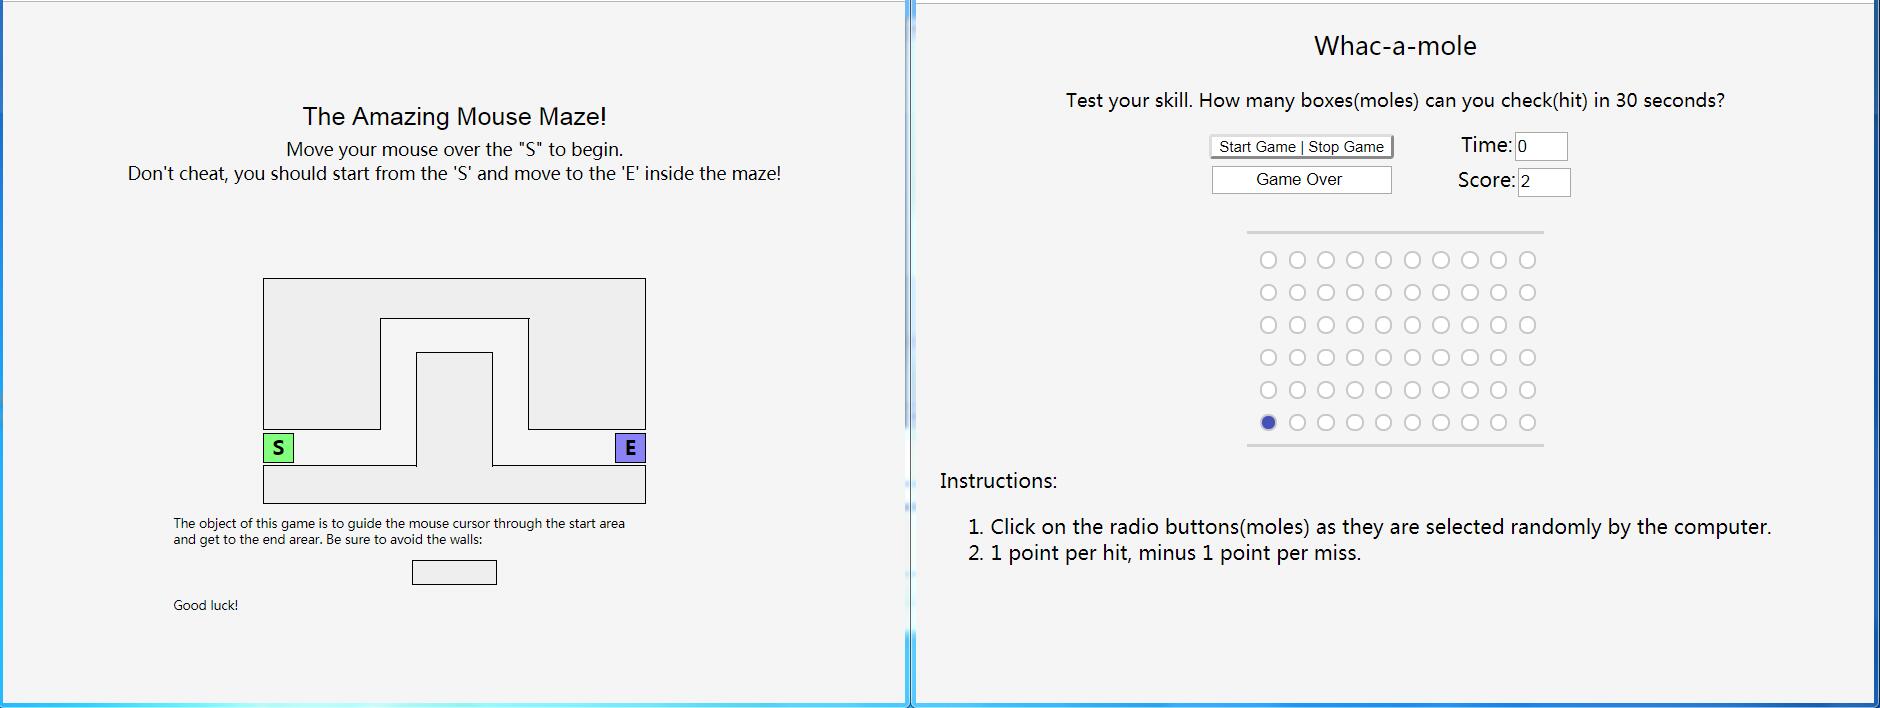 The Amazing Mouse Maze!
Move your mouse over the "S" to begin.
Don't cheat, you should start from the 'S' and move to the 'E' inside the maze!
S
E
The object of this game is to guide the mouse cursor through the start area
and get to the end arear. Be sure to avoid the walls:
Good luck!
Whac-a-mole
Test your skill. How many boxes(moles) can you check(hit) in 30 seconds?
Start Game | Stop Game
Time: 0
Game Over
Score: 2
Instructions:
1. Click on the radio buttons(moles) as they are selected randomly by the computer.
2. 1 point per hit, minus 1 point per miss.